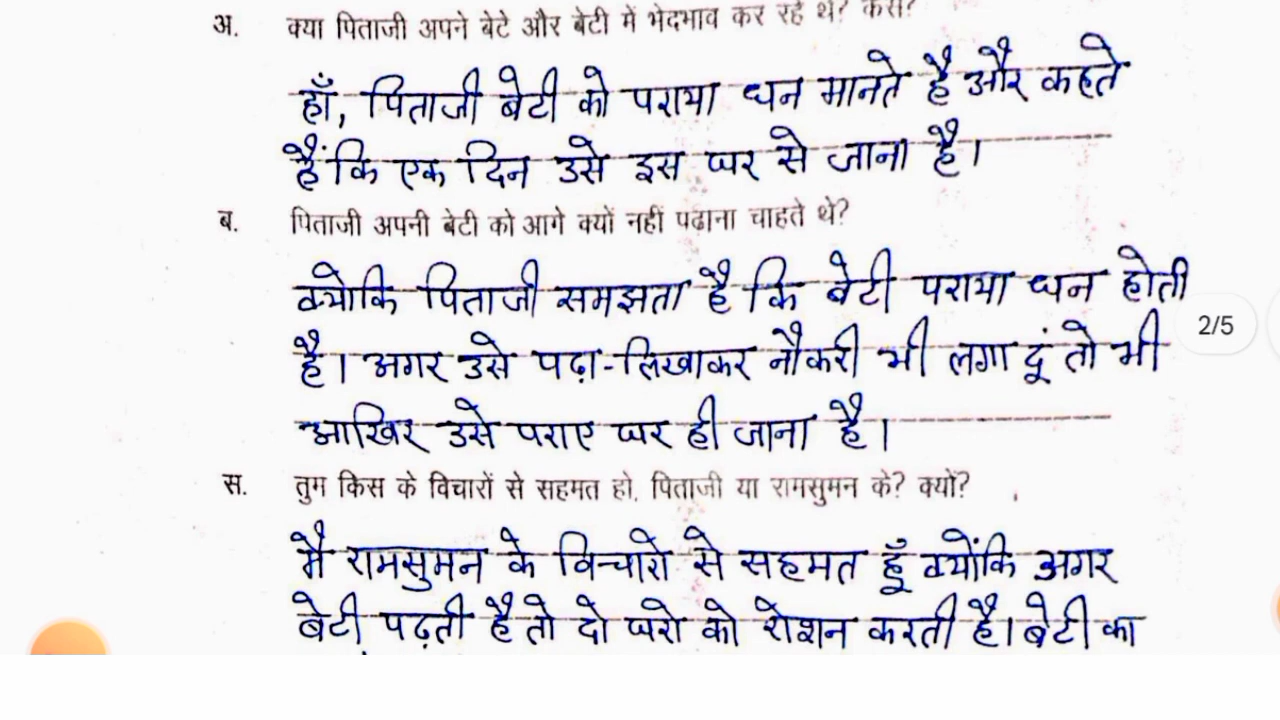 अ. क्या पिताजी अपने बेटे और बेटी में भेदभाव कर रहे थे? कैसे?
हाँ, पिताजी बेटी को पराया धन मानते है और कहते
हैं कि एक दिन उसे इस घर से जाना है।
ब. पिताजी अपनी बेटी को आगे क्यों नहीं पढ़ाना चाहते थे?
क्योकि पिताजी समझता है कि बेटी पराया धन होती
है। अगर उसे पढ़ा-लिखाकर नौकरी भी लगा दूं तो भी
2/5
आखिर उसे पराए घर ही जाना है।
स. तुम किस के विचारों से सहमत हो, पिताजी या रामसुमन के? क्यों?
मै रामसुमन के विचारो से सहमत हूँ क्योंकि अगर
बेटी पढ़ती है तो दो घरो को रोशन करती है। बेटी का